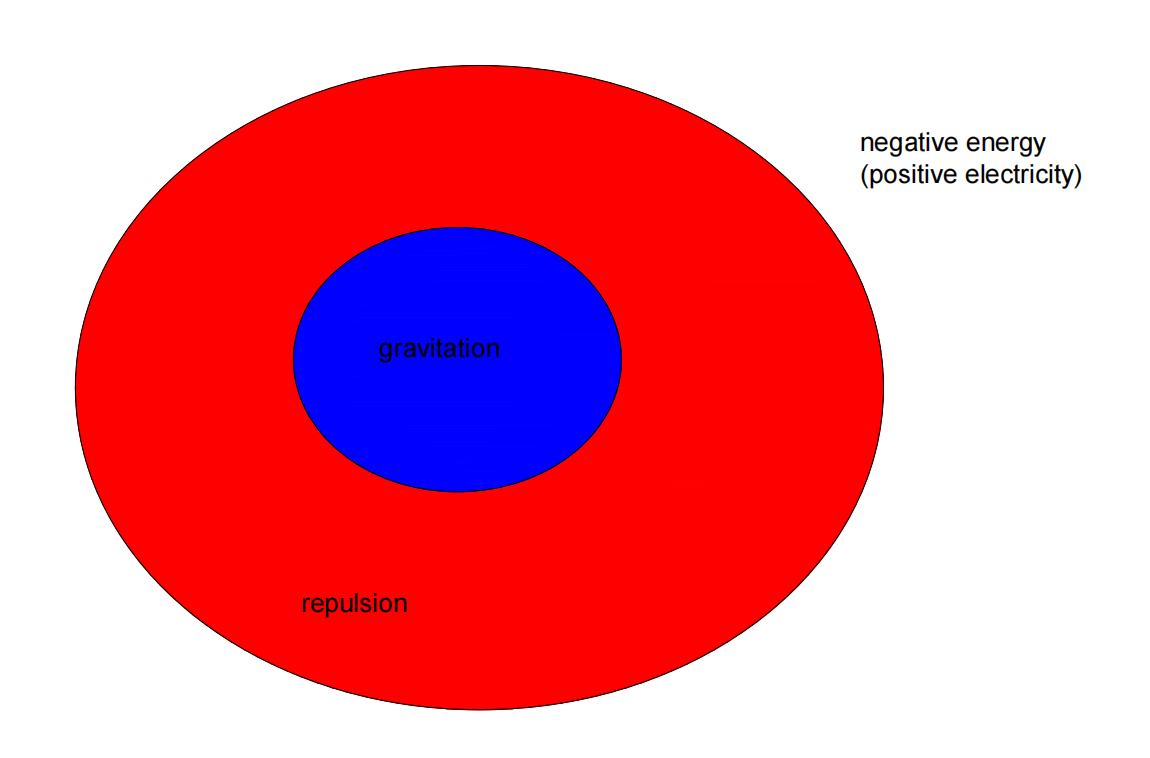 negative energy
(positive electricity)
gravitation
repulsion